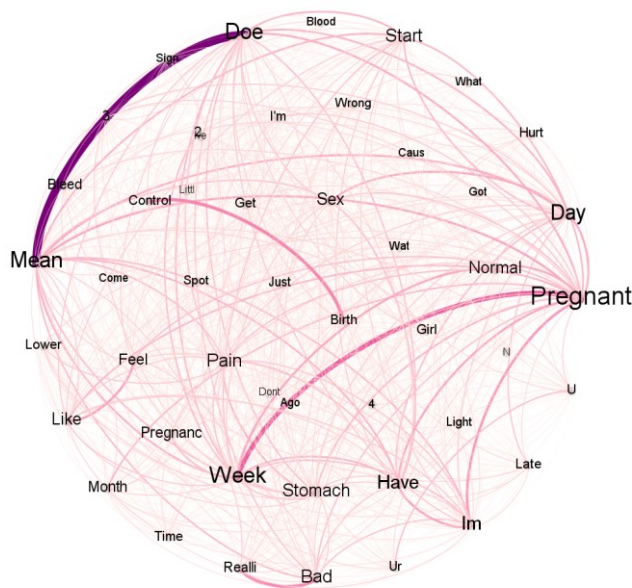 Blood
Doe
Start
Sign
What
Wrong
3
I'm
2
Hurt
Caus
Bleed
Littl
Control
Get
Sex
Got
Day
Wat
Mean
Normal
Come
Spot
Just
Pregnant
Birth
Girl
Lower
Feel
Pain
N
Dont
U
Ago
4
Like
Pregnanc
Light
Week
Late
Month
Stomach
Have
Im
Time
Realli
Bad
Ur